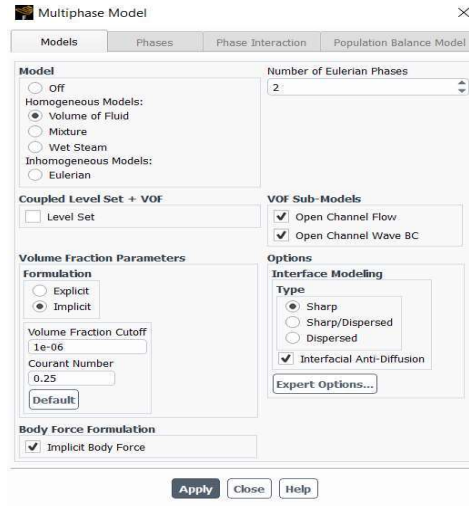 Multiphase Model
Models Phases Phase Interaction Population Balance Model
Model
Off
Homogeneous Models:
Volume of Fluid
Mixture
Wet Steam
Inhomogeneous Models:
Eulerian
Number of Eulerian Phases
2
Coupled Level Set + VOF
Level Set
VOF Sub-Models
Open Channel Flow
Open Channel Wave BC
Volume Fraction Parameters
Formulation
Explicit
Implicit
Volume Fraction Cutoff
1e-06
Courant Number
0.25
Default
Options
Interface Modeling
Type
Sharp
Sharp/Dispersed
Dispersed
Interfacial Anti-Diffusion
Expert Options...
Body Force Formulation
Implicit Body Force
Apply Close Help